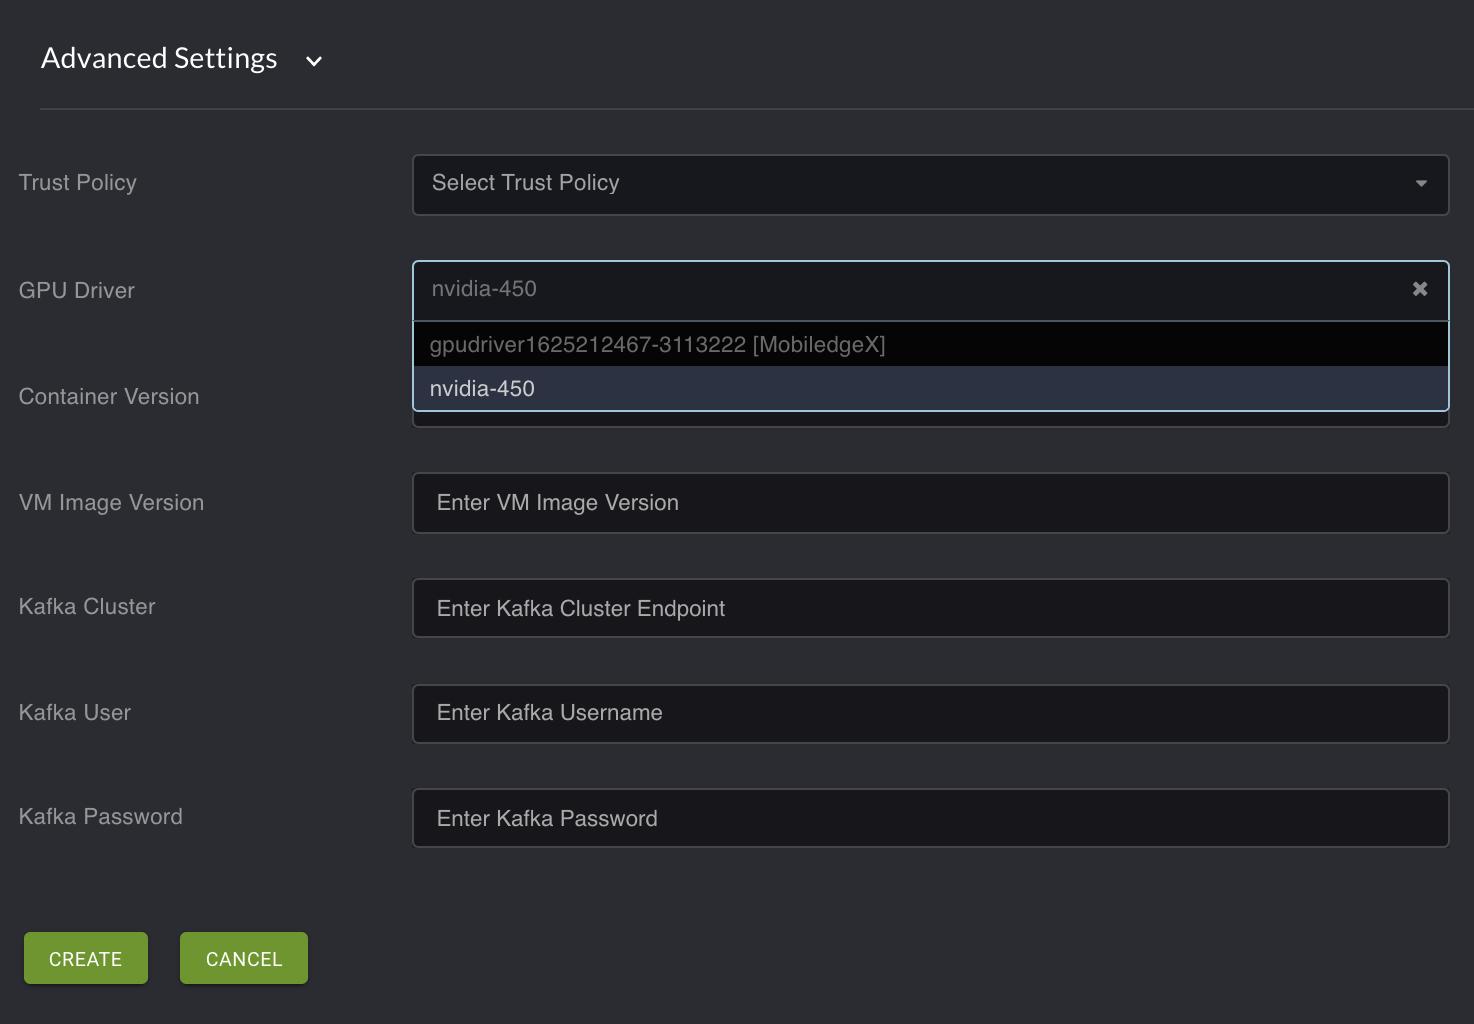 Advanced Settings
Trust Policy
Select Trust Policy
GPU Driver
nvidia-450
gpudriver1625212467-3113222 [MobiledgeX]
nvidia-450
Container Version
VM Image Version
Enter VM Image Version
Kafka Cluster
Enter Kafka Cluster Endpoint
Kafka User
Enter Kafka Username
Kafka Password
Enter Kafka Password
CREATE
CANCEL